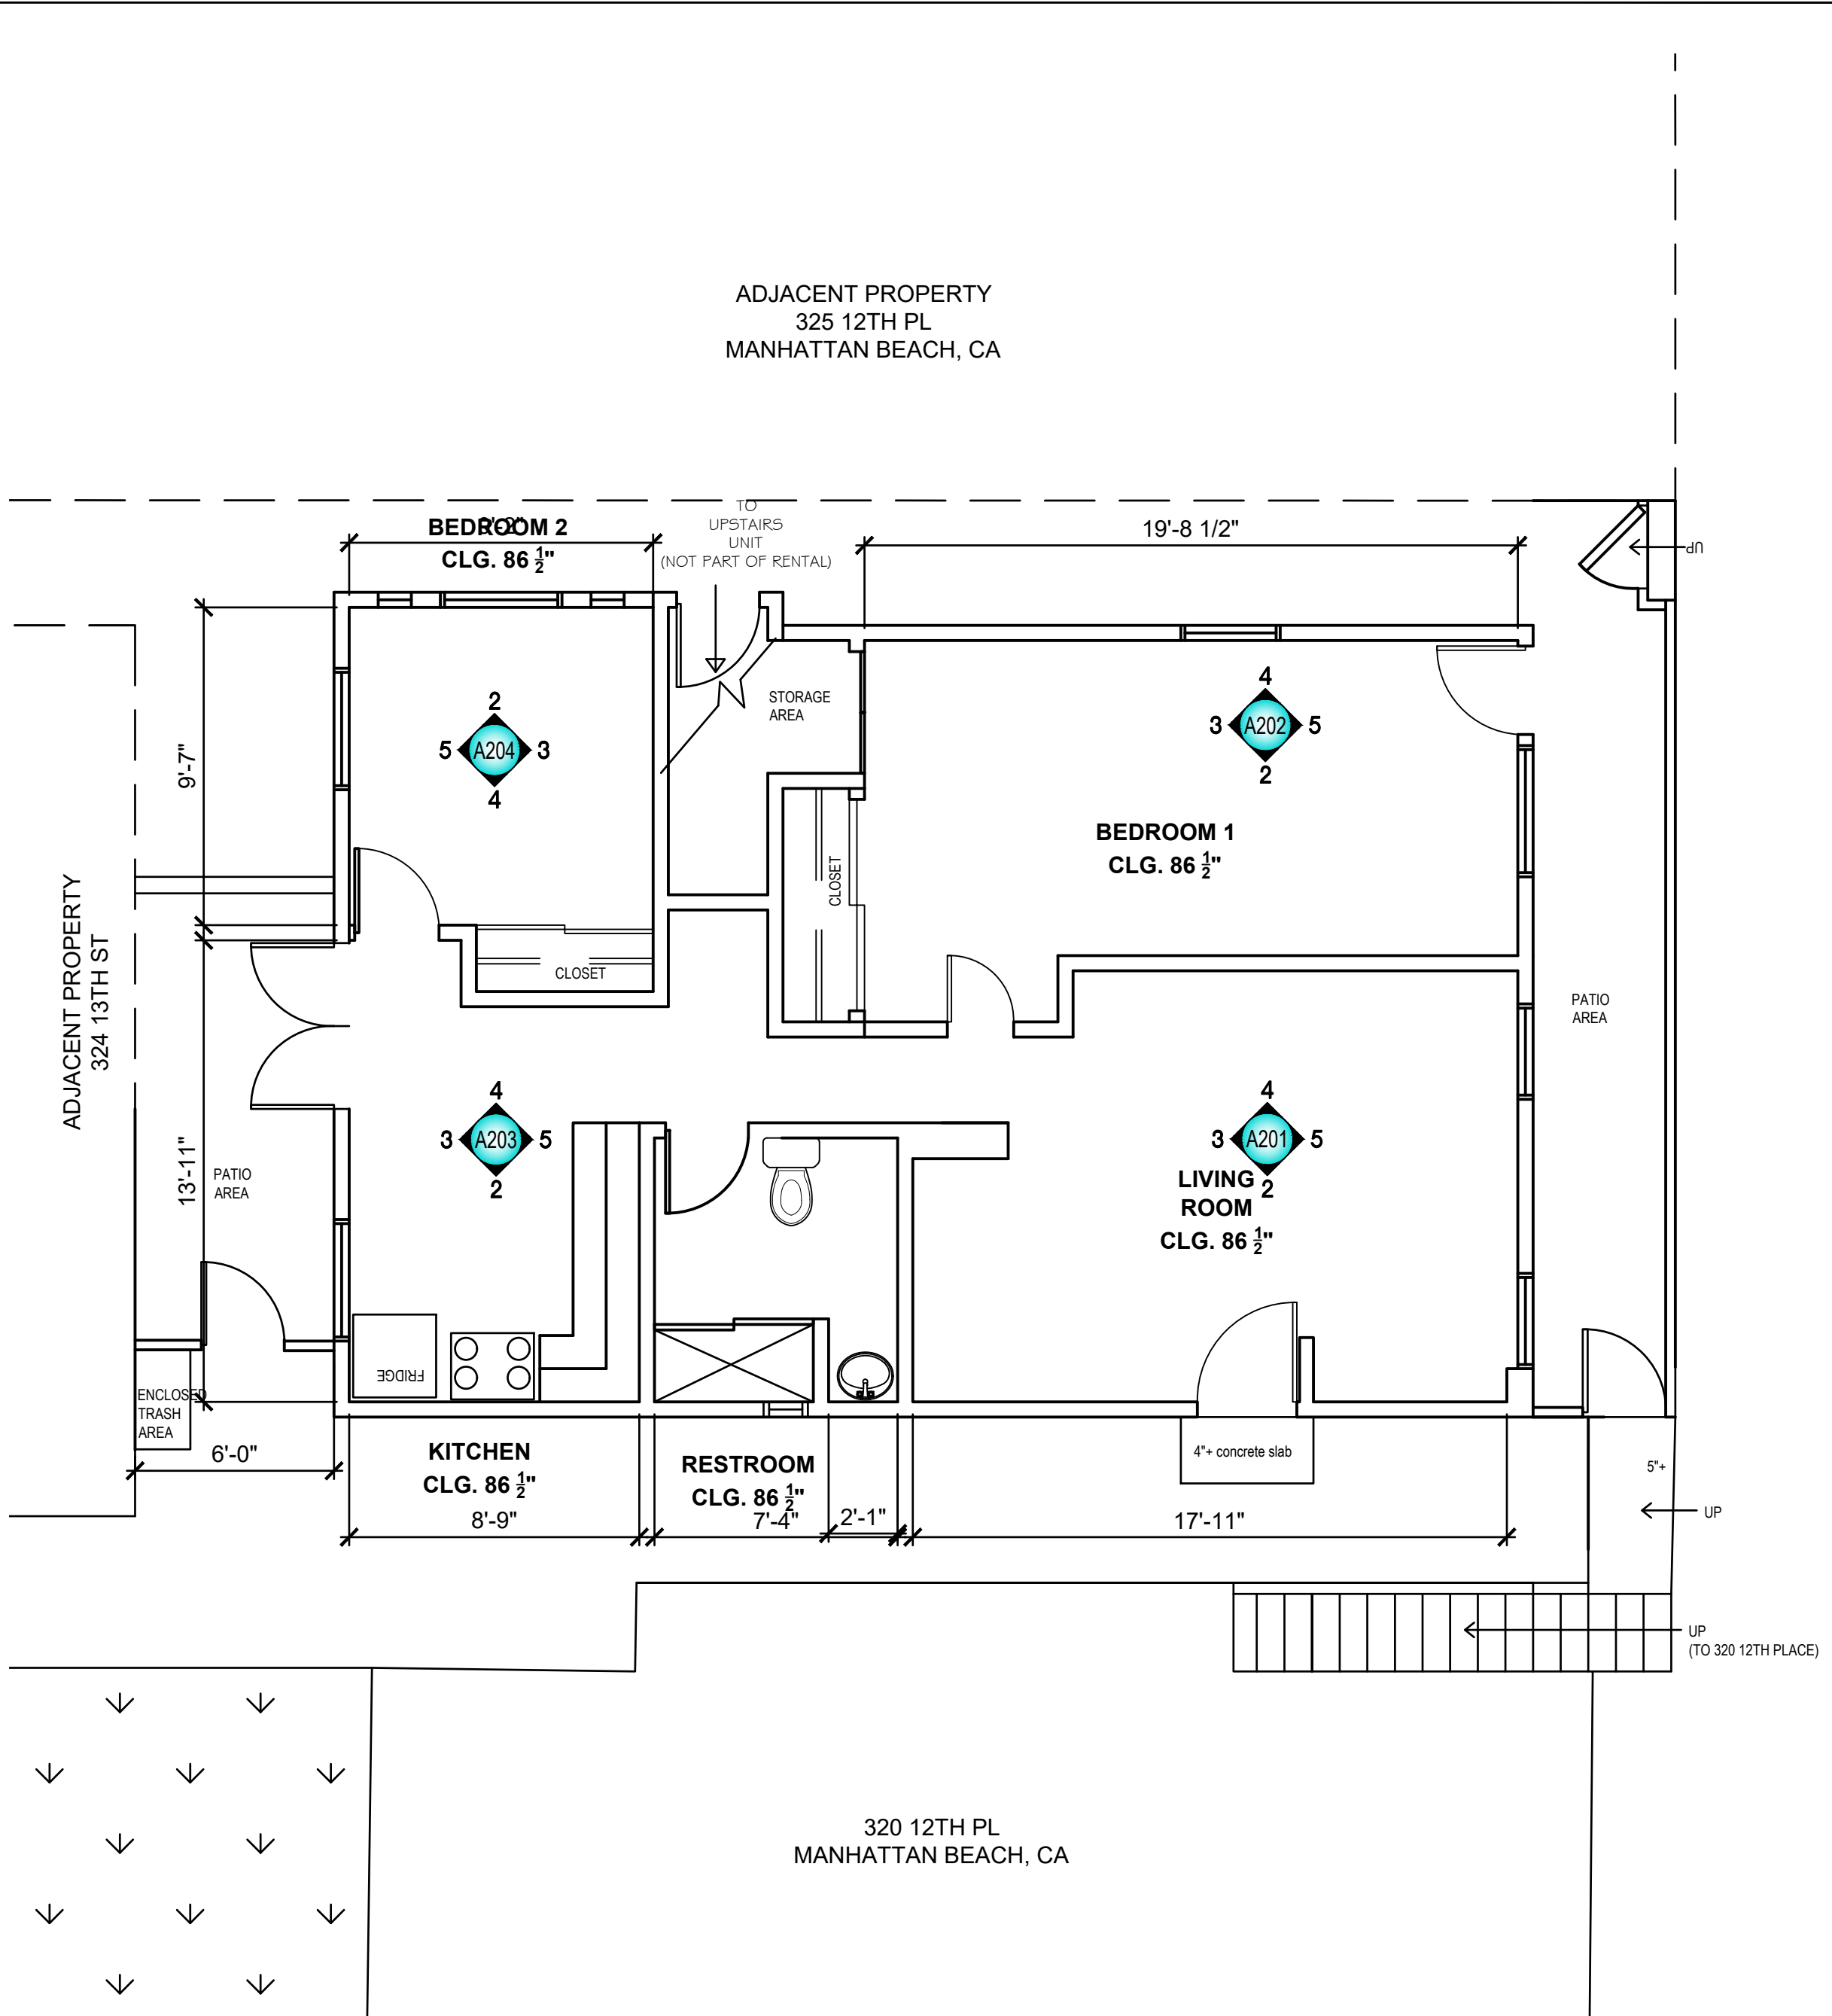 ADJACENT PROPERTY
325 12TH PL
MANHATTAN BEACH, CA
BEDROOM 2
9'-2"
CLG. 86 1/2"
TO
UPSTAIRS
UNIT
(NOT PART OF RENTAL)
19'-8 1/2"
UP
STORAGE
AREA
2
5 A204 3
4
4
3 A202 5
2
9'-7"
BEDROOM 1
CLG. 86 1/2"
CLOSET
CLOSET
ADJACENT PROPERTY
324 13TH ST
PATIO
AREA
4
3 A203 5
2
4
3 A201 5
2
13'-11"
PATIO
AREA
LIVING
ROOM
CLG. 86 1/2"
FRIDGE
ENCLOSED
TRASH
AREA
6'-0"
KITCHEN
CLG. 86 1/2"
8'-9"
RESTROOM
CLG. 86 1/2"
7'-4"
2'-1"
4"+ concrete slab
17'-11"
5"+
UP
UP
(TO 320 12TH PLACE)
320 12TH PL
MANHATTAN BEACH, CA